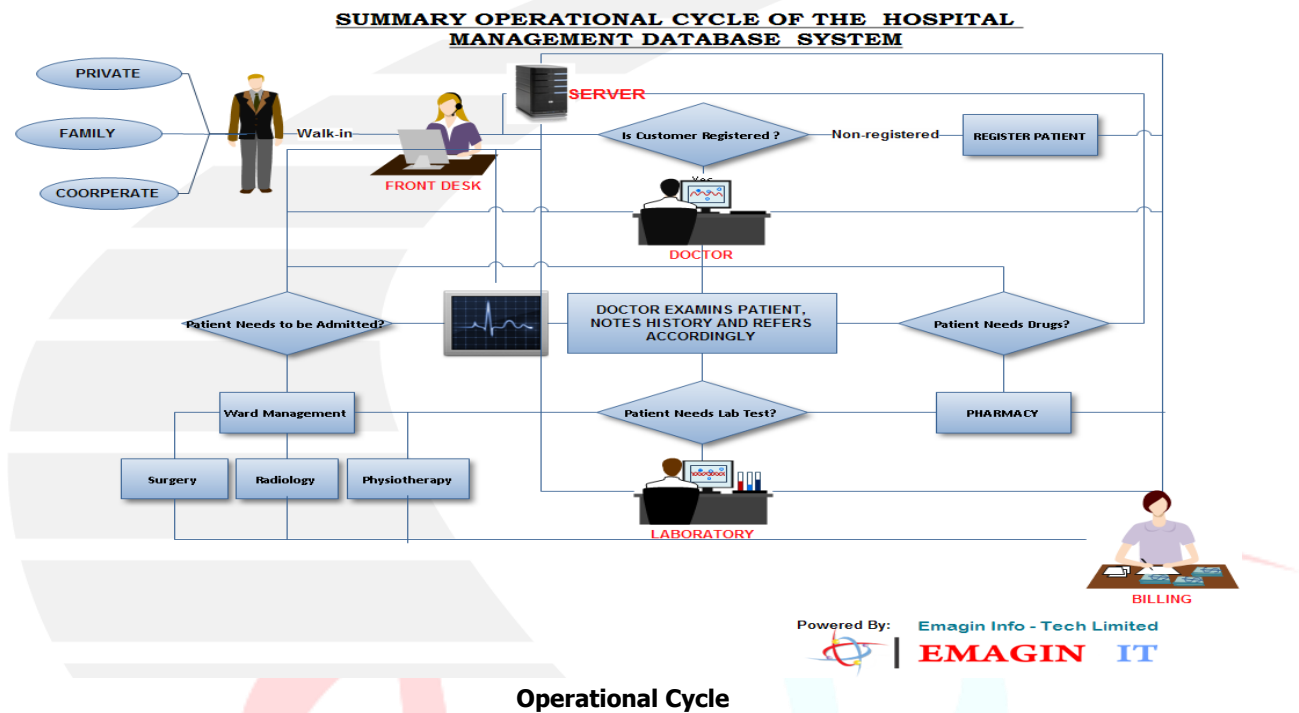 SUMMARY OPERATIONAL CYCLE OF THE HOSPITAL
MANAGEMENT DATABASE SYSTEM
PRIVATE
FAMILY
COORPERATE
Walk-in
FRONT DESK
SERVER
Is Customer Registered ?
Non-registered
REGISTER PATIENT
Yes
DOCTOR
Patient Needs to be Admitted?
DOCTOR EXAMINS PATIENT,
NOTES HISTORY AND REFERS
ACCORDINGLY
Patient Needs Drugs?
Ward Management
Patient Needs Lab Test?
PHARMACY
Surgery
Radiology
Physiotherapy
LABORATORY
BILLING
Powered By:
Emagin Info - Tech Limited
EMAGIN IT
Operational Cycle